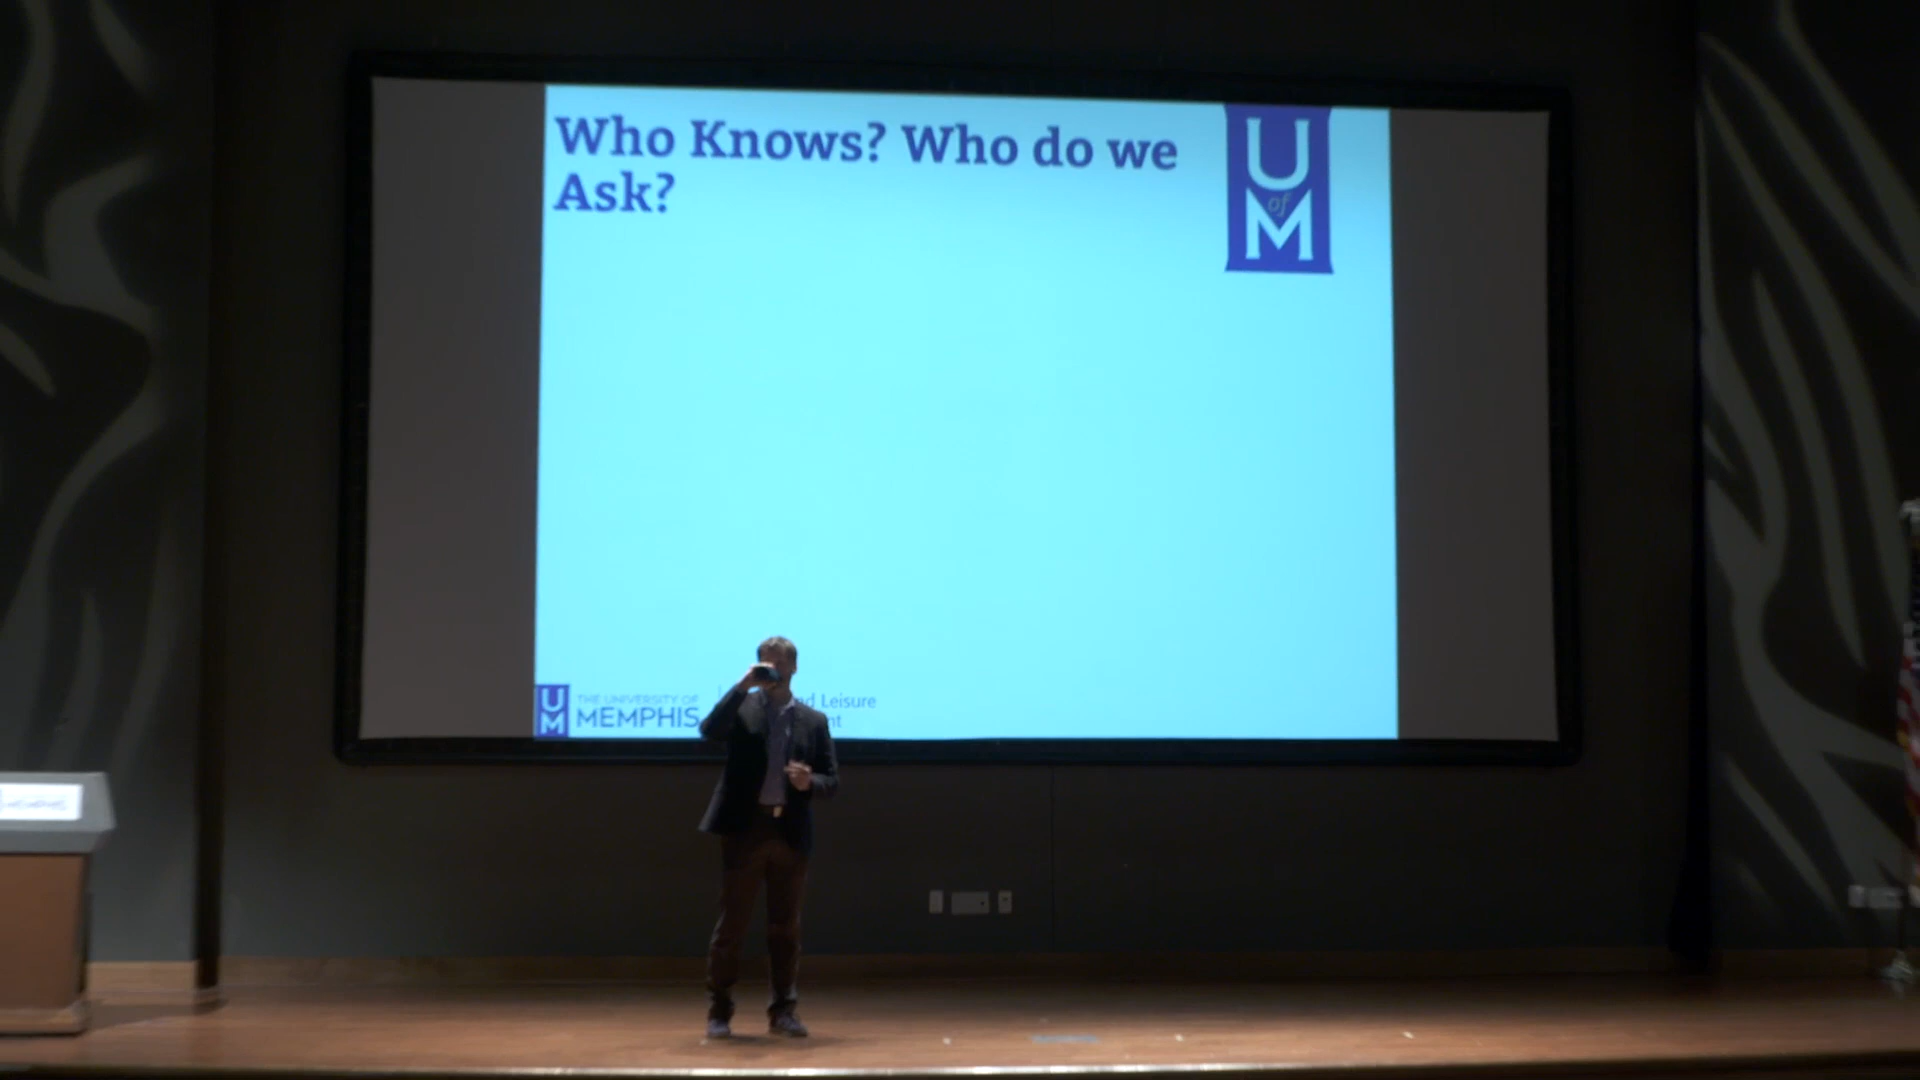 Who Knows? Who do we
Ask?
U
of
M
U
M
THE UNIVERSITY OF
MEMPHIS
Leisure